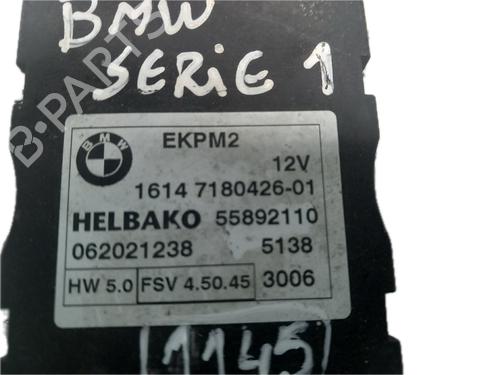 BMW
SERIE 1
B-PARTS
BMW
EKPM2
12V
1614 7180426-01
HELBAKO 55892110
062021238 5138
HW 5.0 FSV 4.50.45 3006
(1145)